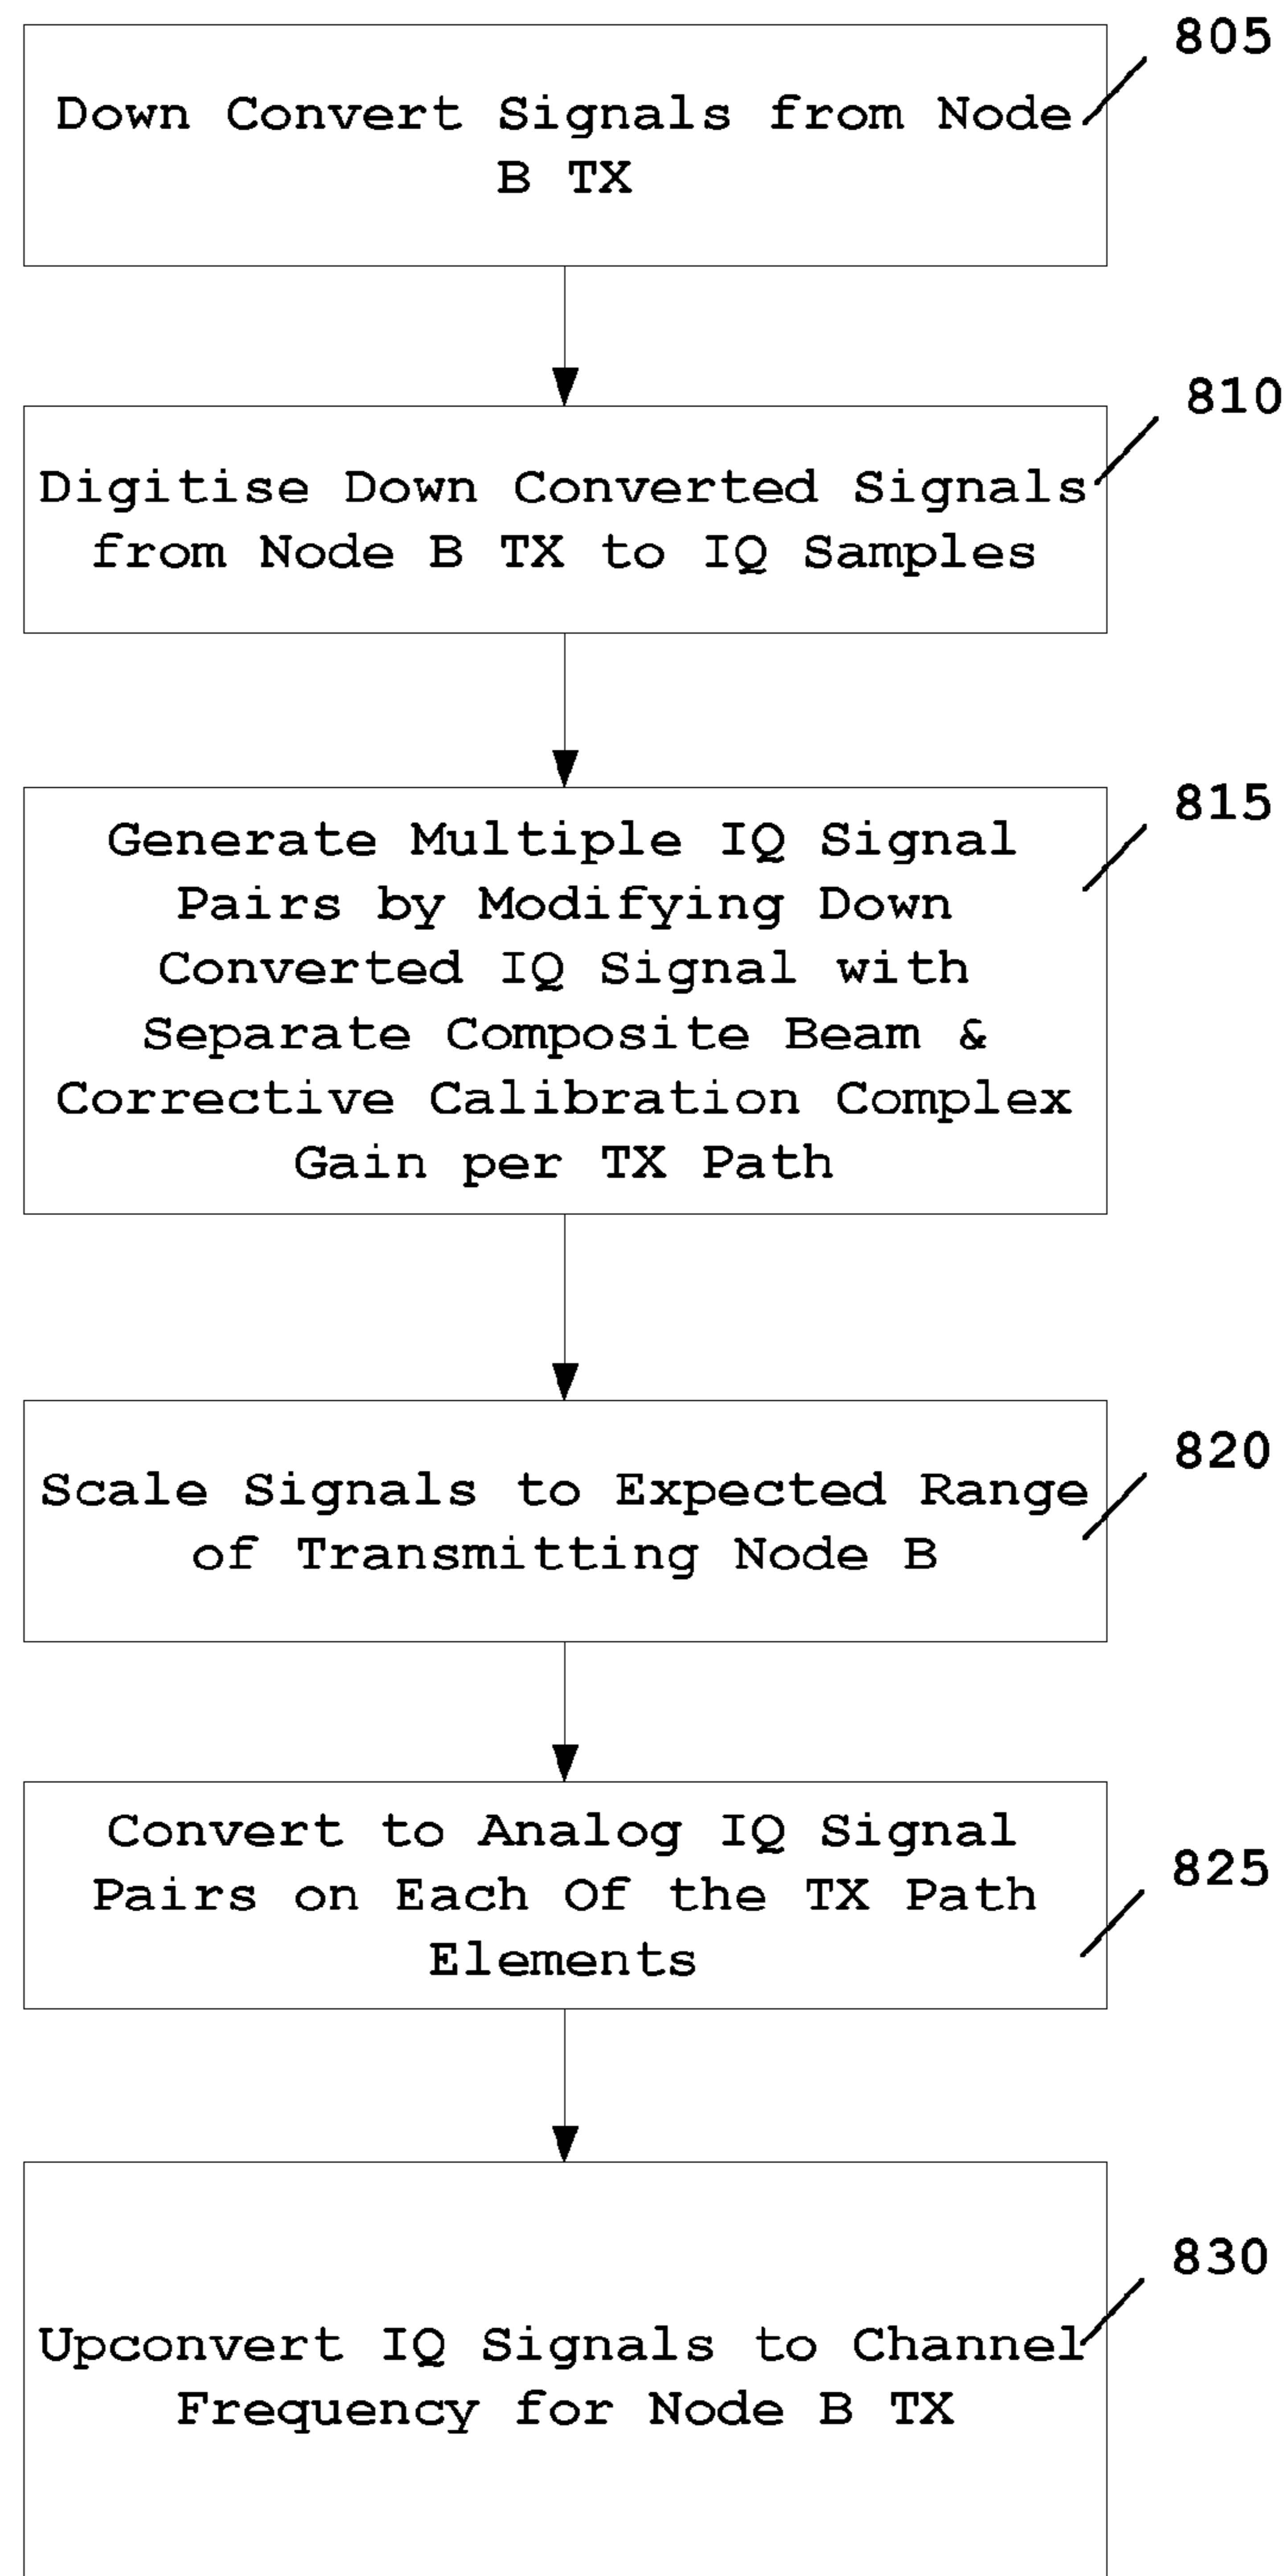 805
Down Convert Signals from Node
B TX
810
Digitise Down Converted Signals
from Node B TX to IQ Samples
815
Generate Multiple IQ Signal
Pairs by Modifying Down
Converted IQ Signal with
Separate Composite Beam &
Corrective Calibration Complex
Gain per TX Path
820
Scale Signals to Expected Range
of Transmitting Node B
825
Convert to Analog IQ Signal
Pairs on Each Of the TX Path
Elements
830
Upconvert IQ Signals to Channel
Frequency for Node B TX